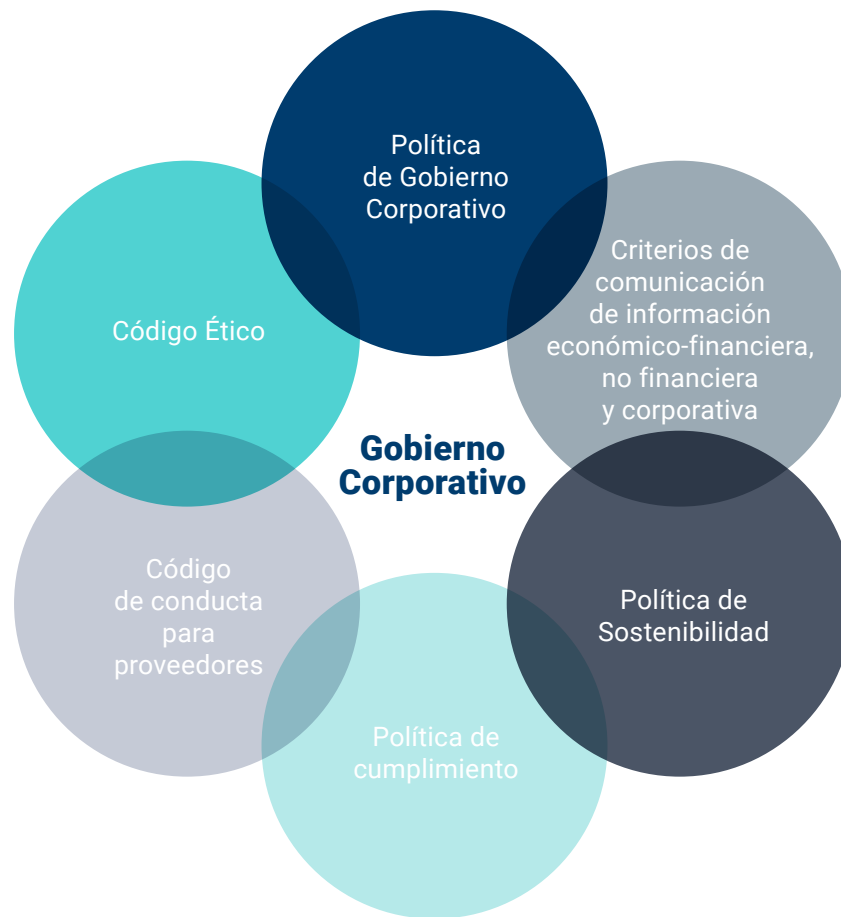 Política
de Gobierno
Corporativo
Criterios de
comunicación
de información
económico-financiera,
no financiera
y corporativa
Código Ético
Gobierno
Corporativo
Código
de conducta
para
proveedores
Política de
Sostenibilidad
Política de
cumplimiento